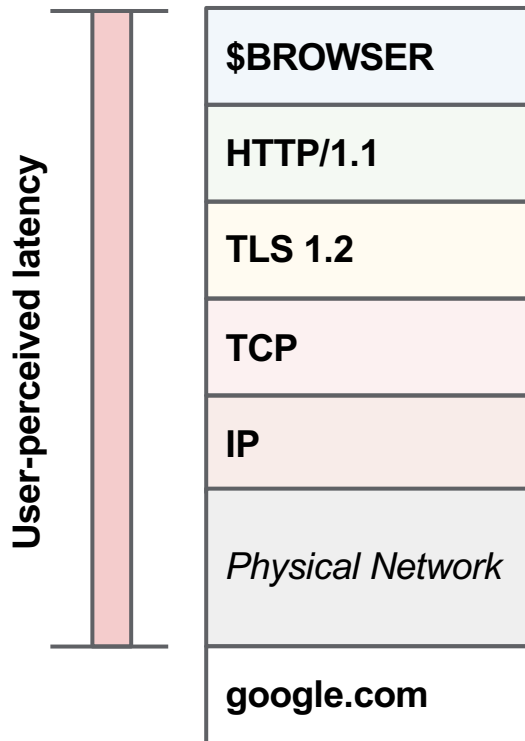 User-perceived latency
$BROWSER
HTTP/1.1
TLS 1.2
TCP
IP
Physical Network
google.com